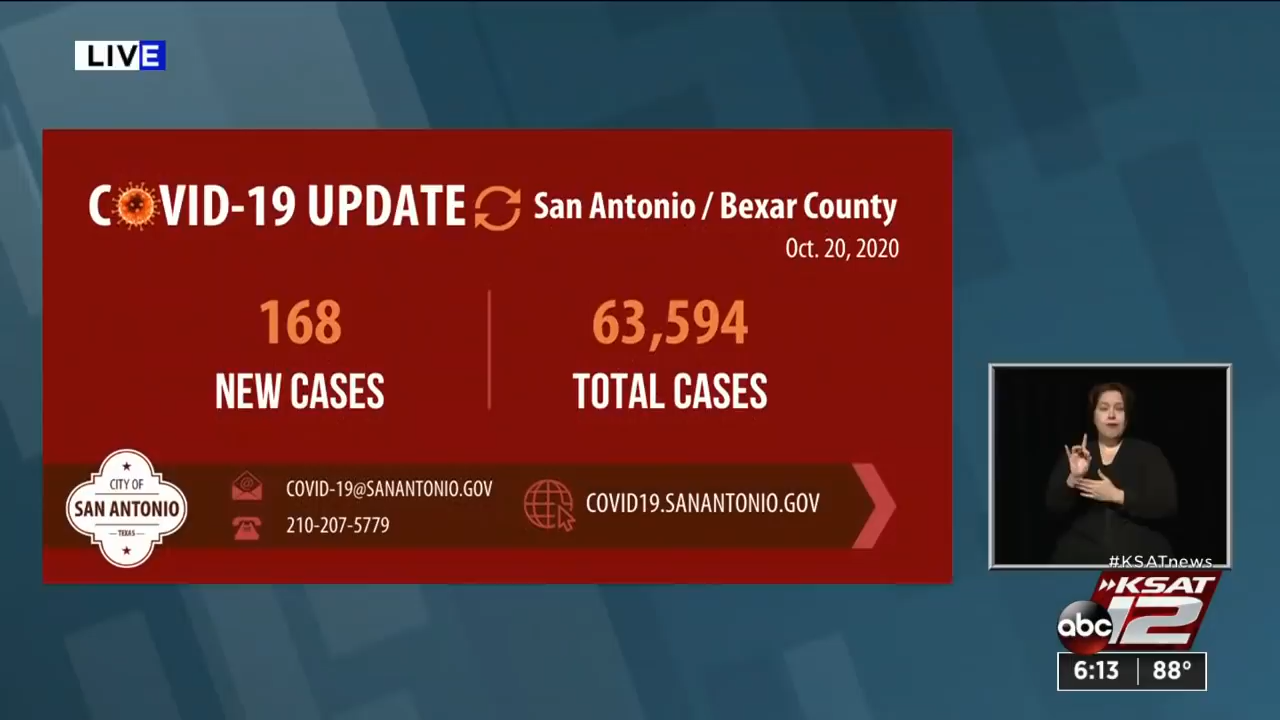 LIVE
COVID-19 UPDATE
San Antonio / Bexar County
Oct. 20, 2020
168
NEW CASES
63,594
TOTAL CASES
CITY OF
SAN ANTONIO
TEXAS
COVID-19@SANANTONIO.GOV
210-207-5779
COVID19.SANANTONIO.GOV
#KSATnews
KSAT
abc 12
6:13 88°